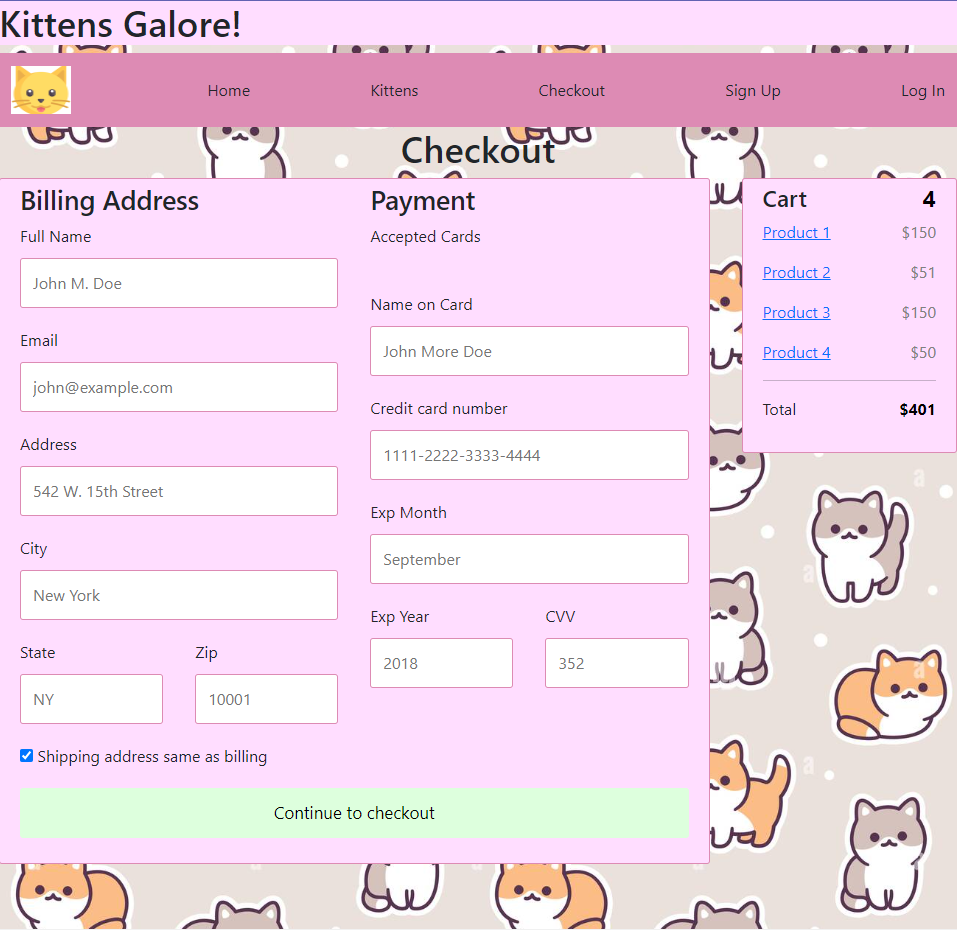 Kittens Galore!
Home Kittens Checkout Sign Up Log In
Checkout
Billing Address
Full Name
John M. Doe
Email
john@example.com
Address
542 W. 15th Street
City
New York
State Zip
NY 10001
Payment
Accepted Cards
Name on Card
John More Doe
Credit card number
1111-2222-3333-4444
Exp Month
September
Exp Year CVV
2018 352
Shipping address same as billing
Continue to checkout
Cart 4
Product 1 $150
Product 2 $51
Product 3 $150
Product 4 $50
Total $401
a
a
a
a